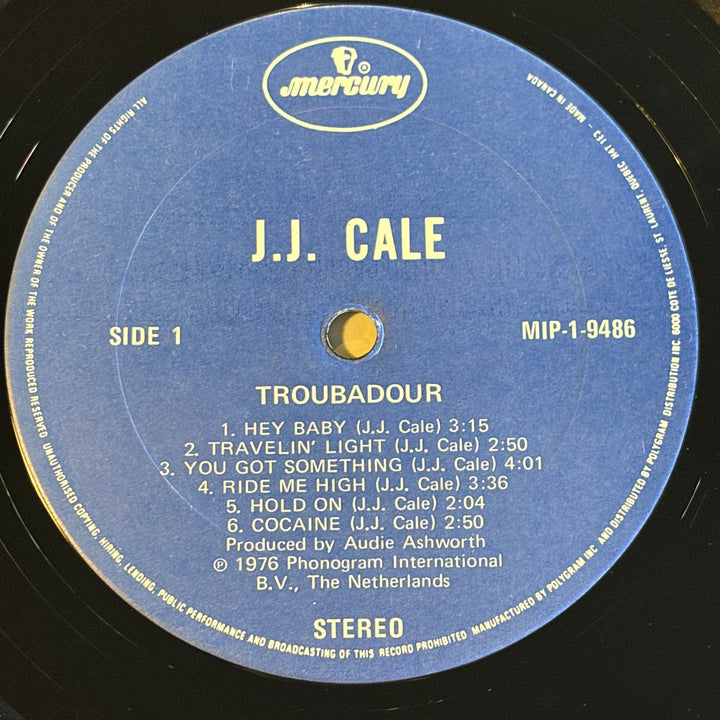 mercury
J.J. CALE
SIDE 1
MIP-1-9486
TROUBADOUR
1. HEY BABY (J.J. Cale) 3:15
2. TRAVELIN' LIGHT (J.J. Cale) 2:50
3. YOU GOT SOMETHING (J.J. Cale) 4:01
4. RIDE ME HIGH (J.J. Cale) 3:36
5. HOLD ON (J.J. Cale) 2:04
6. COCAINE (J.J. Cale) 2:50
Produced by Audie Ashworth
℗ 1976 Phonogram International
B.V., The Netherlands
STEREO
ALL RIGHTS OF THE PRODUCER AND OF THE OWNER OF THE WORK REPRODUCED RESERVED UNAUTHORISED COPYING, HIRING, LENDING, PUBLIC PERFORMANCE AND BROADCASTING OF THIS RECORD PROHIBITED MANUFACTURED BY POLYGRAM INC AND DISTRIBUTED BY POLYGRAM DISTRIBUTION INC. 6000 COTE DE LIESSE, ST LAURENT, QUEBEC H4T 1E3 - MADE IN CANADA